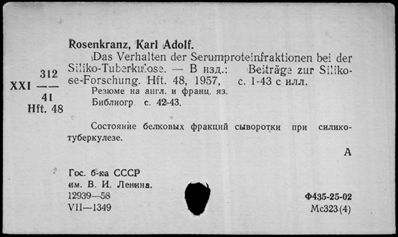 Rosenkranz, Karl Adolf.
Das Verhalten der Serumproteinfraktionen bei der
Siliko-Tuberkulose. — В изд.: Beiträge zur Siliko-
se-Forschung. Hft. 48, 1957, с. 1-43 с илл.
Резюме на англ. и франц. яз.
Библиогр. с. 42-43.
XXI 312
41
Hft. 48
Состояние белковых фракций сыворотки при силико-
туберкулезе.
А
Гос. б-ка СССР
им. В. И. Ленина.
12939—58
VII—1349
Ф435-25-02
Мс323(4)